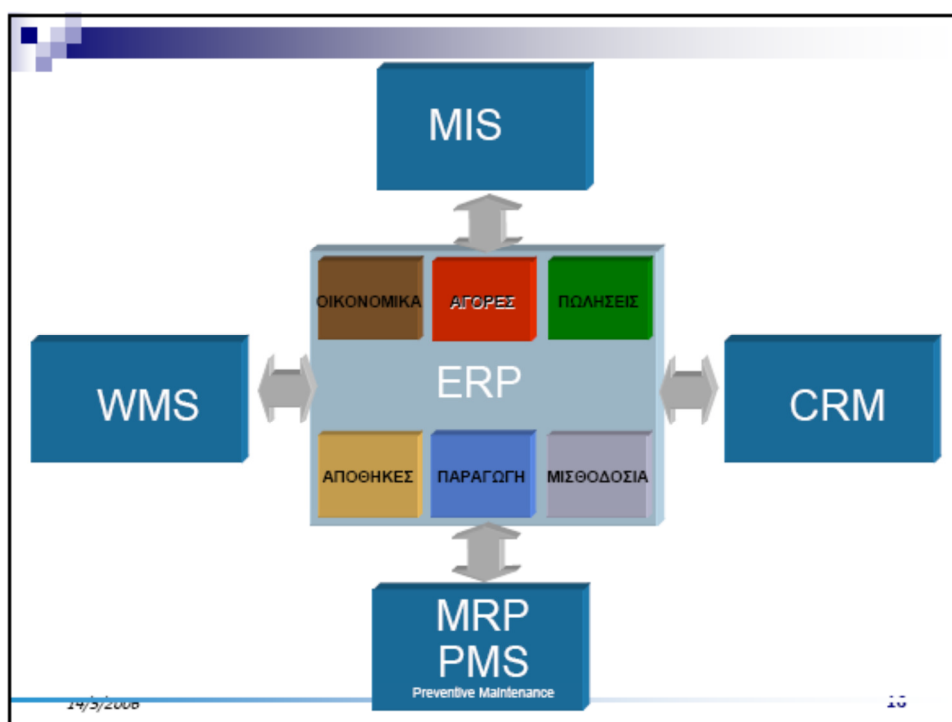 MIS
ΟΙΚΟΝΟΜΙΚΑ ΑΓΟΡΕΣ ΠΩΛΗΣΕΙΣ
WMS ERP CRM
ΑΠΟΘΗΚΕΣ ΠΑΡΑΓΩΓΗ ΜΙΣΘΟΔΟΣΙΑ
MRP
PMS
Preventive Maintenance